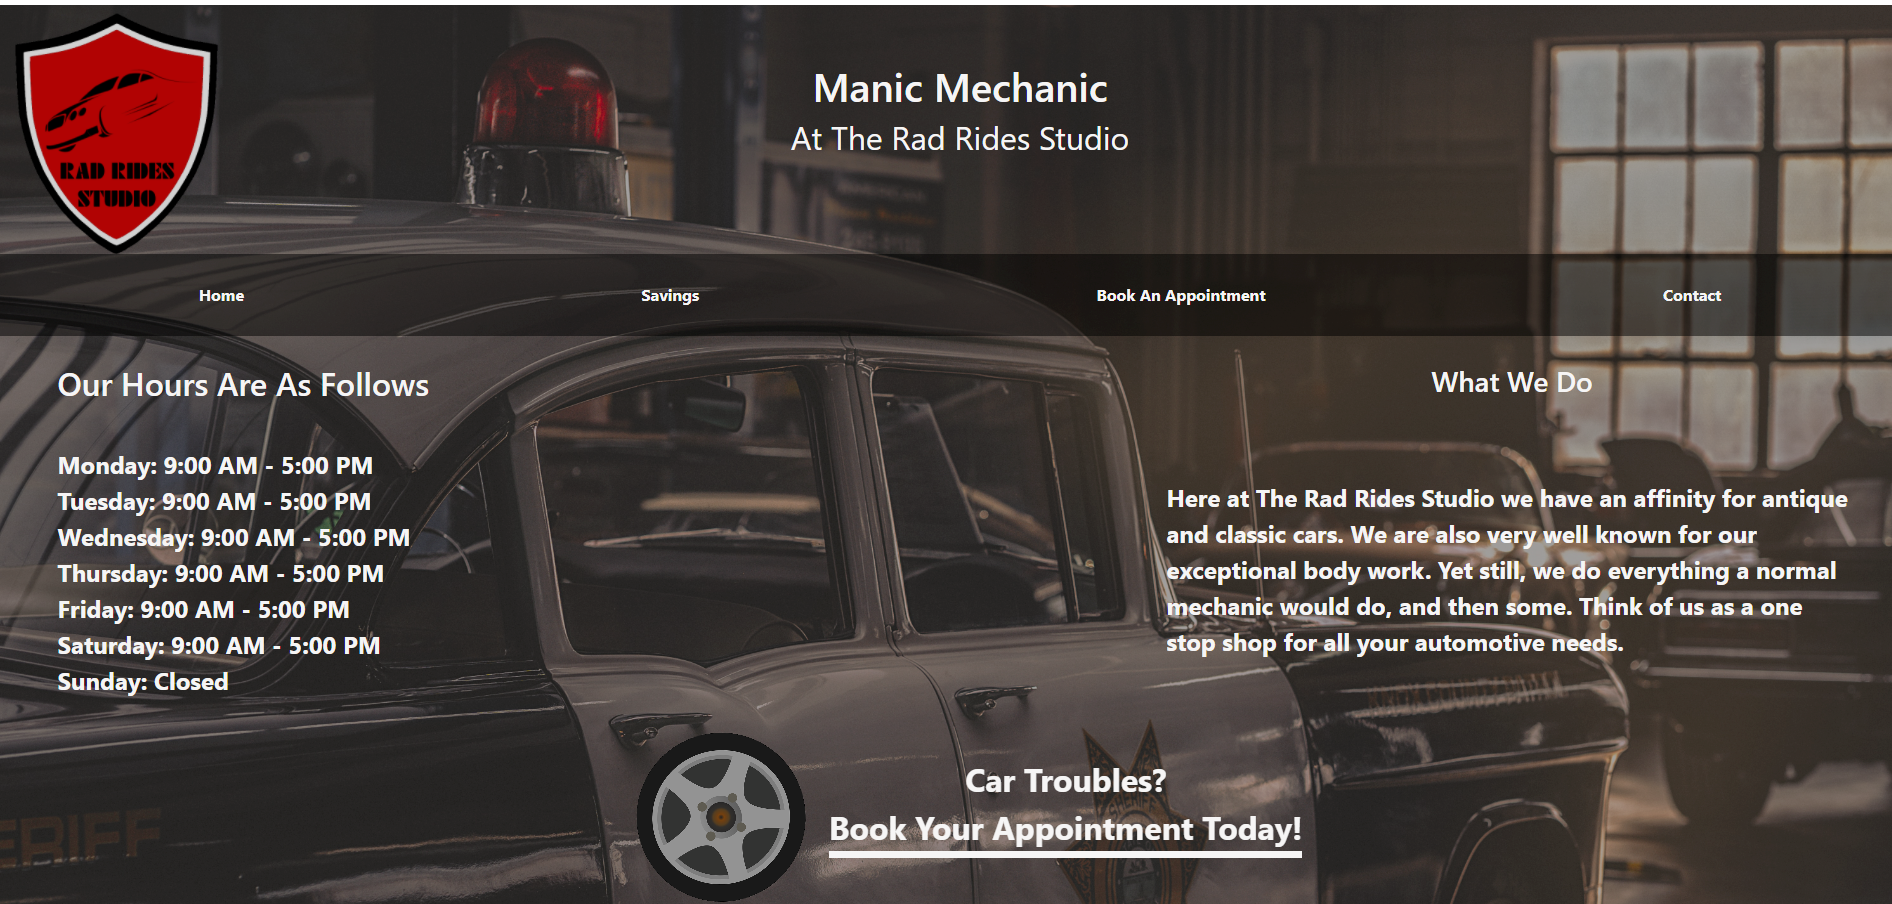 RAD RIDES
STUDIO
Manic Mechanic
At The Rad Rides Studio
Home
Savings
Book An Appointment
Contact
Our Hours Are As Follows
Monday: 9:00 AM - 5:00 PM
Tuesday: 9:00 AM - 5:00 PM
Wednesday: 9:00 AM - 5:00 PM
Thursday: 9:00 AM - 5:00 PM
Friday: 9:00 AM - 5:00 PM
Saturday: 9:00 AM - 5:00 PM
Sunday: Closed
What We Do
Here at The Rad Rides Studio we have an affinity for antique
and classic cars. We are also very well known for our
exceptional body work. Yet still, we do everything a normal
mechanic would do, and then some. Think of us as a one
stop shop for all your automotive needs.
Car Troubles?
Book Your Appointment Today!
SHERIFF
ERIFF